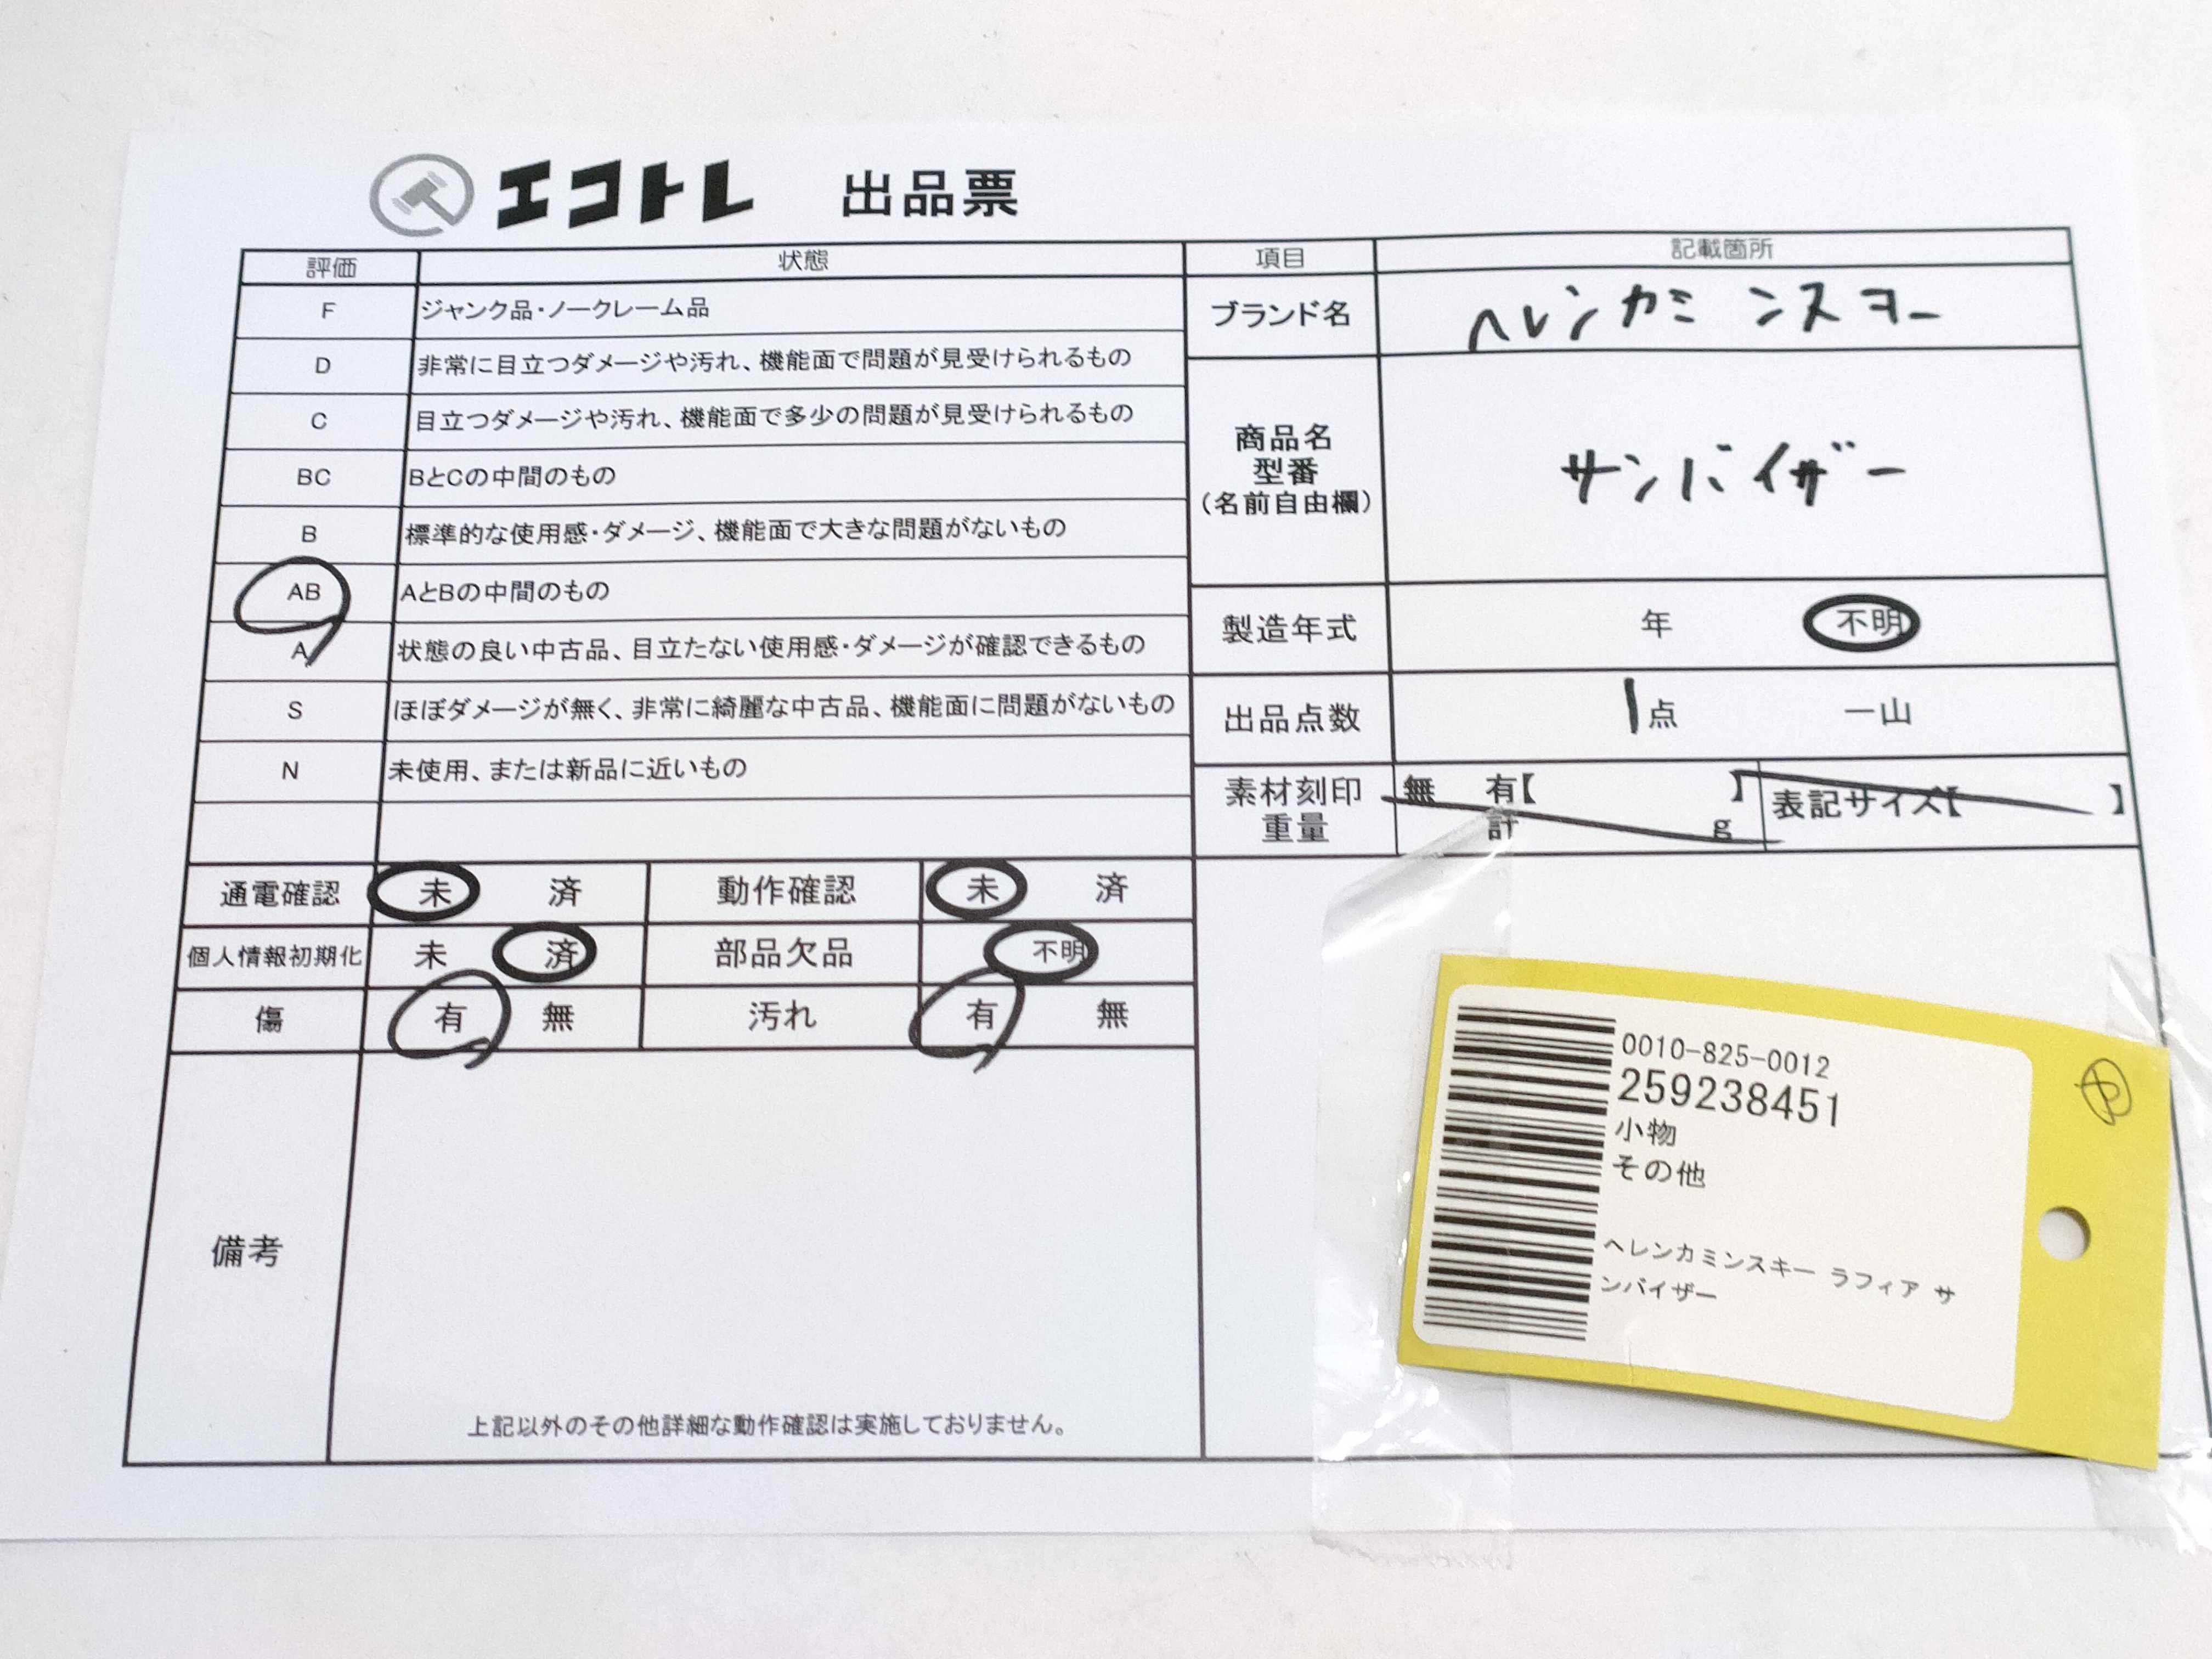 エコトレ 出品票
評価 状態 項目 記載箇所
F ジャンク品・ノークレーム品
D 非常に目立つダメージや汚れ、機能面で問題が見受けられるもの
C 目立つダメージや汚れ、機能面で多少の問題が見受けられるもの
BC BとCの中間のもの
B 標準的な使用感・ダメージ、機能面で大きな問題がないもの
AB AとBの中間のもの
A 状態の良い中古品、目立たない使用感・ダメージが確認できるもの
S ほぼダメージが無く、非常に綺麗な中古品、機能面に問題がないもの
N 未使用、または新品に近いもの
ブランド名 ヘレンカミンスキー
商品名
型番
(名前自由欄)
サンバイザー
製造年式 年 不明
出品点数 1点 一山
素材刻印 無 有【 】 表記サイズ【 】
重量 計 g
通電確認 未 済 動作確認 未 済
個人情報初期化 未 済 部品欠品 不明
傷 有 無 汚れ 有 無
備考
上記以外のその他詳細な動作確認は実施しておりません。
0010-825-0012
259238451
小物
その他
ヘレンカミンスキー ラフィア サ
ンバイザー